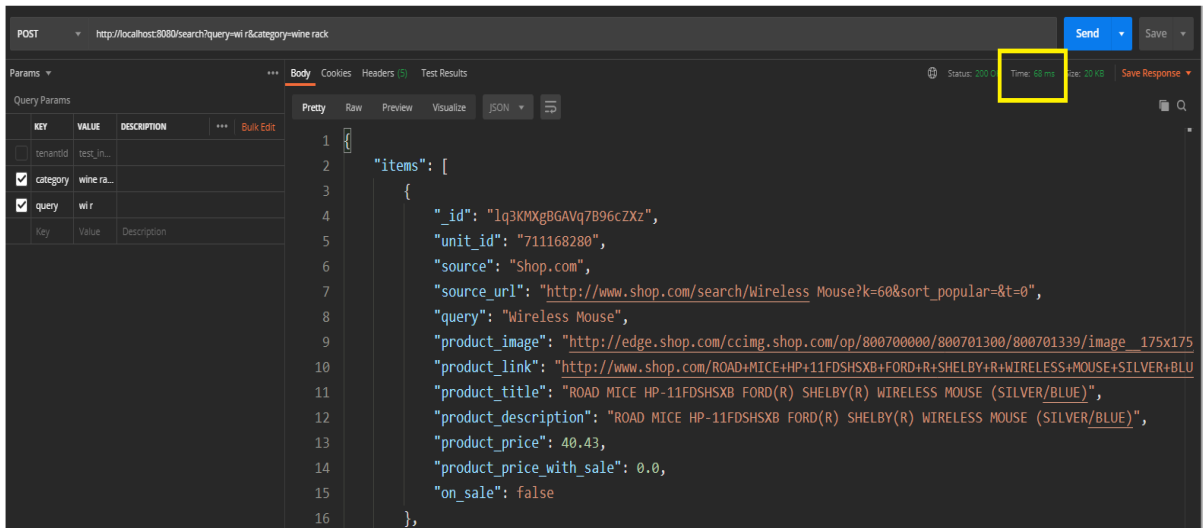 POST http://localhost:8080/search?query=wi r&category=wine rack Send Save
Params Body Cookies Headers (5) Test Results Status: 200 O Time: 68 ms Size: 20 KB Save Response
Query Params
Pretty Raw Preview Visualize JSON
KEY VALUE DESCRIPTION ••• Bulk Edit
tenantId test_in...
category wine ra...
query wi r
Key Value Description
1 {
2 "items": [
3 {
4 "_id": "lq3KMXgBGAVq7B96cZXz",
5 "unit_id": "711168280",
6 "source": "Shop.com",
7 "source_url": "http://www.shop.com/search/Wireless Mouse?k=60&sort_popular=&t=0",
8 "query": "Wireless Mouse",
9 "product_image": "http://edge.shop.com/ccimg.shop.com/op/800700000/800701300/800701339/image__175x175
10 "product_link": "http://www.shop.com/ROAD+MICE+HP+11FDSHSXB+FORD+R+SHELBY+R+WIRELESS+MOUSE+SILVER+BLU
11 "product_title": "ROAD MICE HP-11FDSHSXB FORD(R) SHELBY(R) WIRELESS MOUSE (SILVER/BLUE)",
12 "product_description": "ROAD MICE HP-11FDSHSXB FORD(R) SHELBY(R) WIRELESS MOUSE (SILVER/BLUE)",
13 "product_price": 40.43,
14 "product_price_with_sale": 0.0,
15 "on_sale": false
16 },